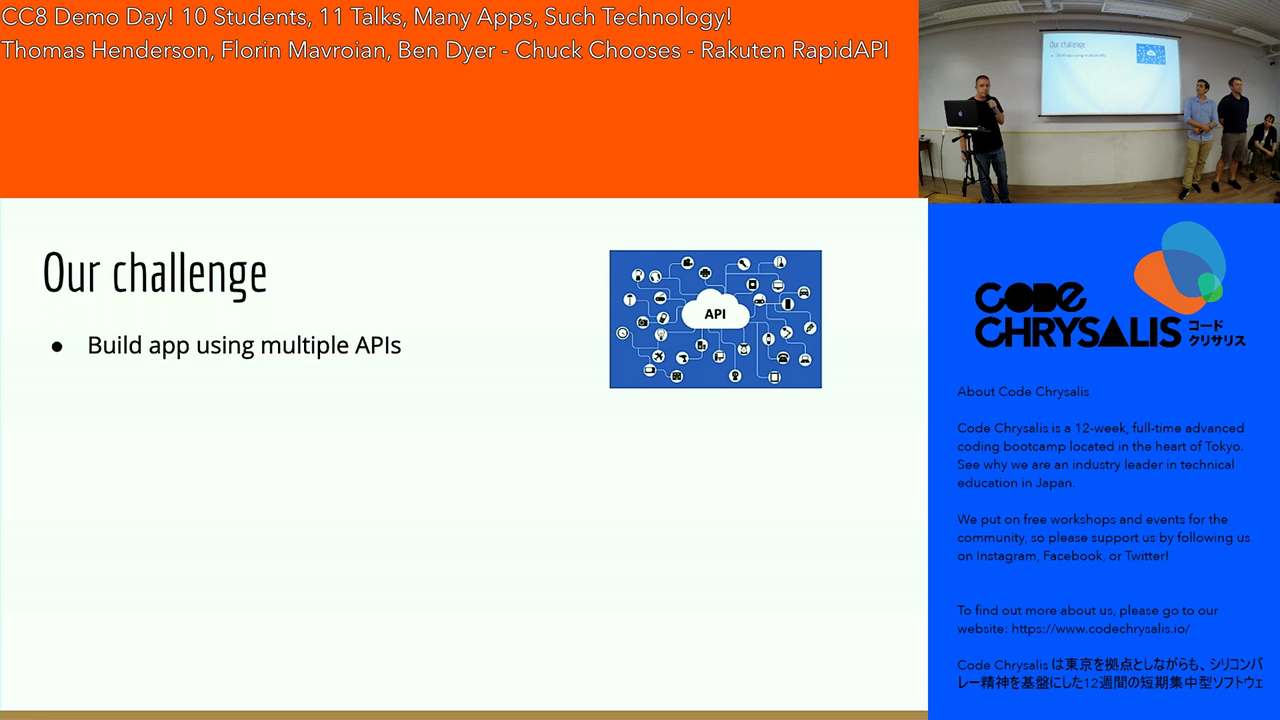 CC8 Demo Day! 10 Students, 11 Talks, Many Apps, Such Technology!
Thomas Henderson, Florin Mavroian, Ben Dyer - Chuck Chooses - Rakuten RapidAPI
Our challenge
Our challenge
● Build app using multiple APIs
API
CODE
CHRYSALIS コード
クリサリス
About Code Chrysalis
Code Chrysalis is a 12-week, full-time advanced
coding bootcamp located in the heart of Tokyo.
See why we are an industry leader in technical
education in Japan.
We put on free workshops and events for the
community, so please support us by following us
on Instagram, Facebook, or Twitter!
To find out more about us, please go to our
website: https://www.codechrysalis.io/
Code Chrysalis は東京を拠点としながらも、シリコンバ
レー精神を基盤にした12週間の短期集中型ソフトウェ